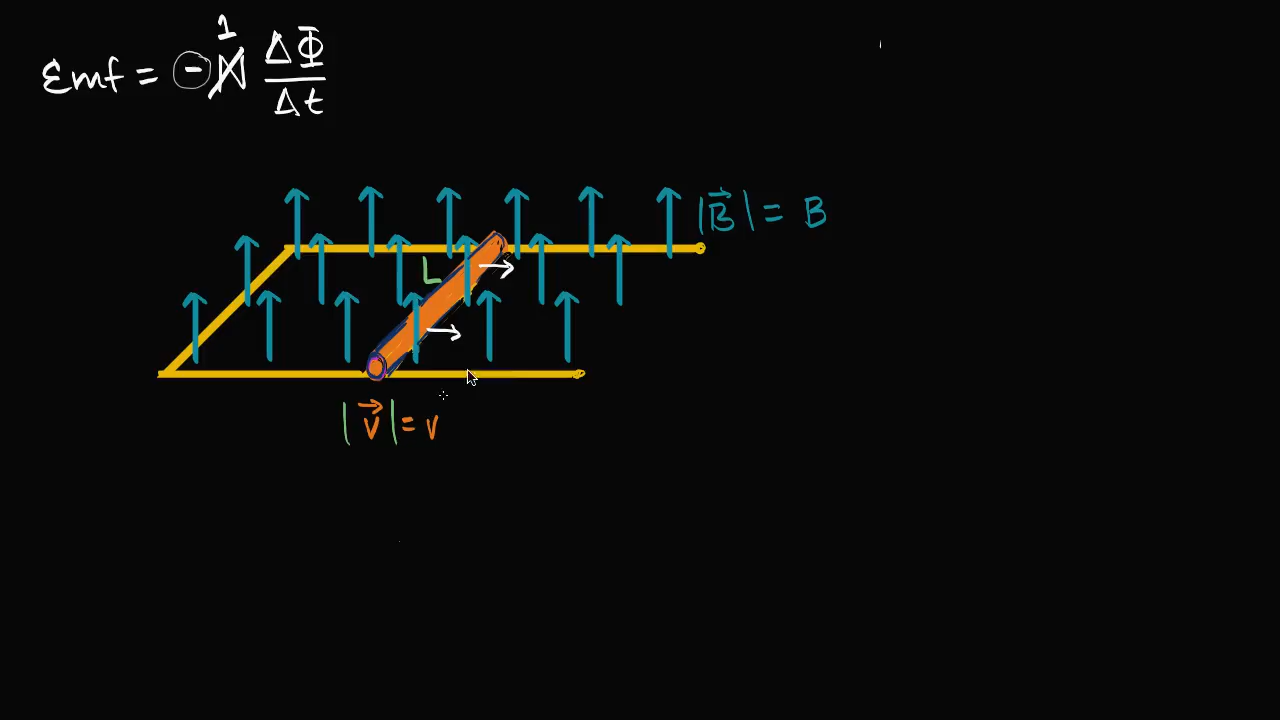 Emf = - N 1 ΔΦ/Δt
|B⃗| = B
L
|v⃗| = v